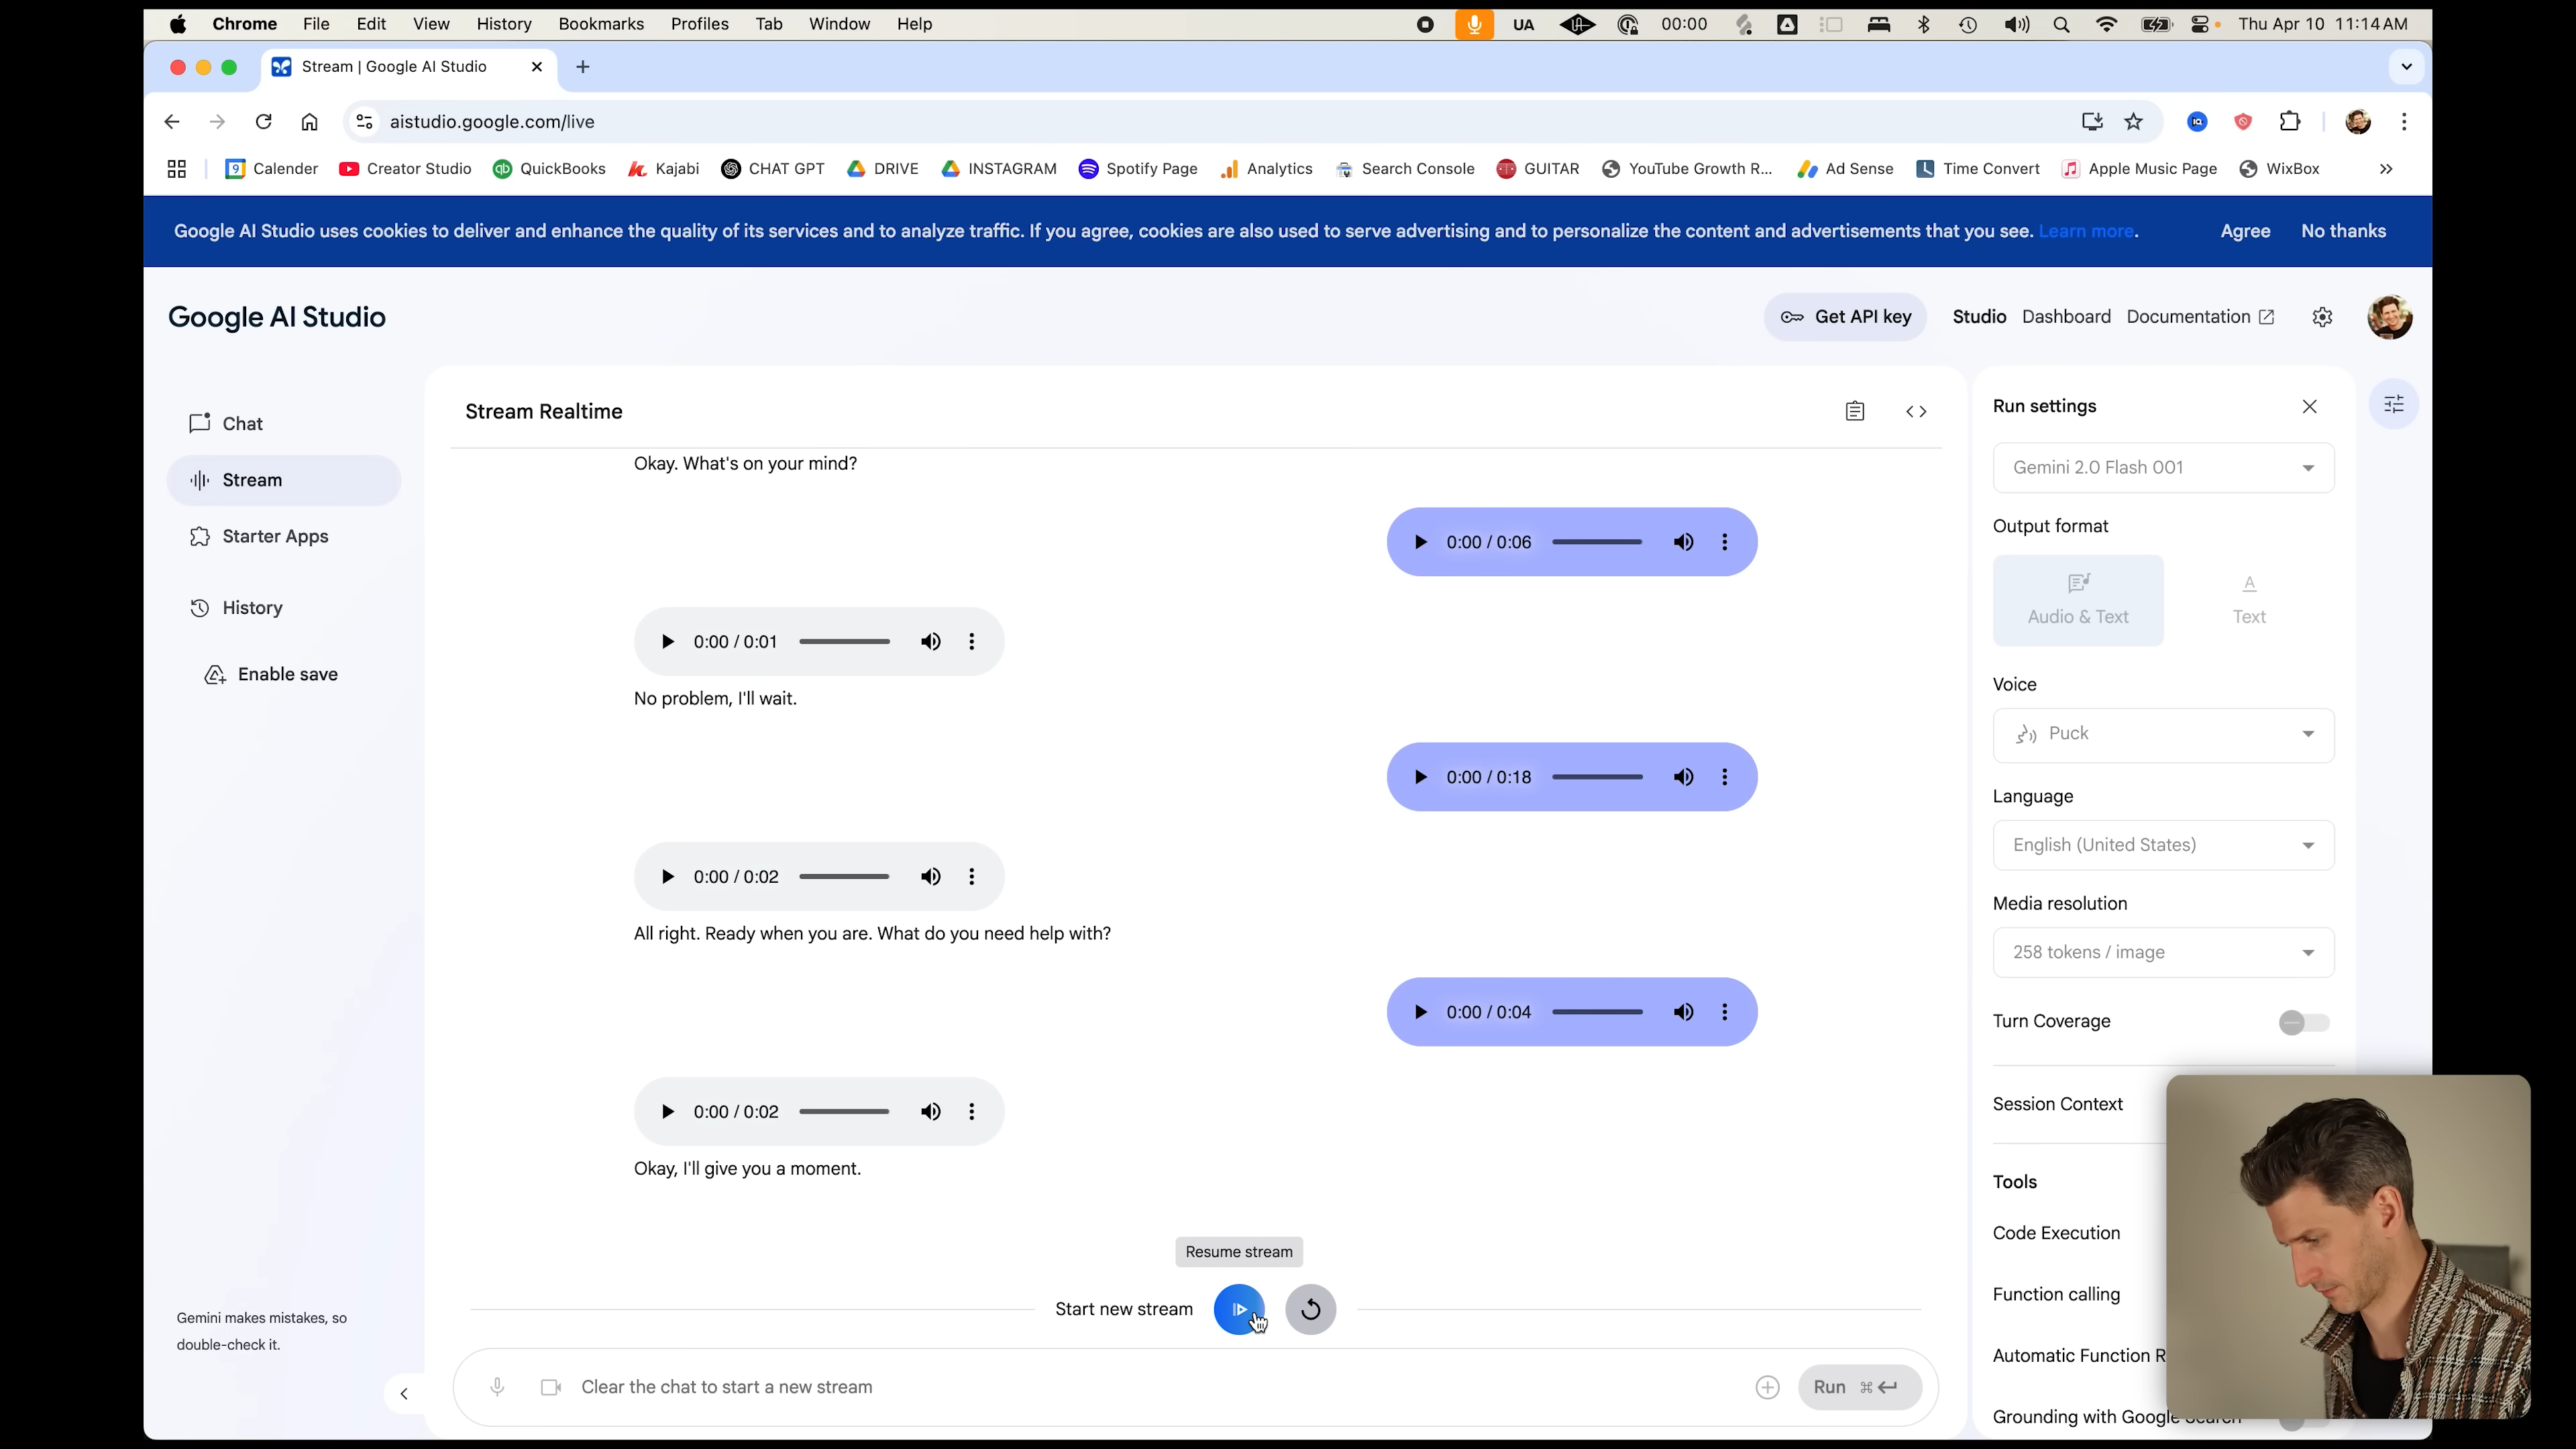 Chrome File Edit View History Bookmarks Profiles Tab Window Help UA 00:00 Thu Apr 10 11:14 AM
Stream | Google AI Studio
aistudio.google.com/live
Calender Creator Studio QuickBooks Kajabi CHAT GPT DRIVE INSTAGRAM Spotify Page Analytics Search Console GUITAR YouTube Growth R... Ad Sense Time Convert Apple Music Page WixBox
Google AI Studio uses cookies to deliver and enhance the quality of its services and to analyze traffic. If you agree, cookies are also used to serve advertising and to personalize the content and advertisements that you see. Learn more. Agree No thanks
Google AI Studio
Get API key Studio Dashboard Documentation
Chat
Stream
Starter Apps
History
Enable save
Gemini makes mistakes, so
double-check it.
Stream Realtime
Okay. What's on your mind?
0:00 / 0:06
0:00 / 0:01
No problem, I'll wait.
0:00 / 0:18
0:00 / 0:02
All right. Ready when you are. What do you need help with?
0:00 / 0:04
0:00 / 0:02
Okay, I'll give you a moment.
Resume stream
Start new stream
Clear the chat to start a new stream
Run ⌘
Run settings
Gemini 2.0 Flash 001
Output format
Audio & Text
A
Text
Voice
Puck
Language
English (United States)
Media resolution
258 tokens / image
Turn Coverage
Session Context
Tools
Code Execution
Function calling
Automatic Function R
Grounding with Google Search